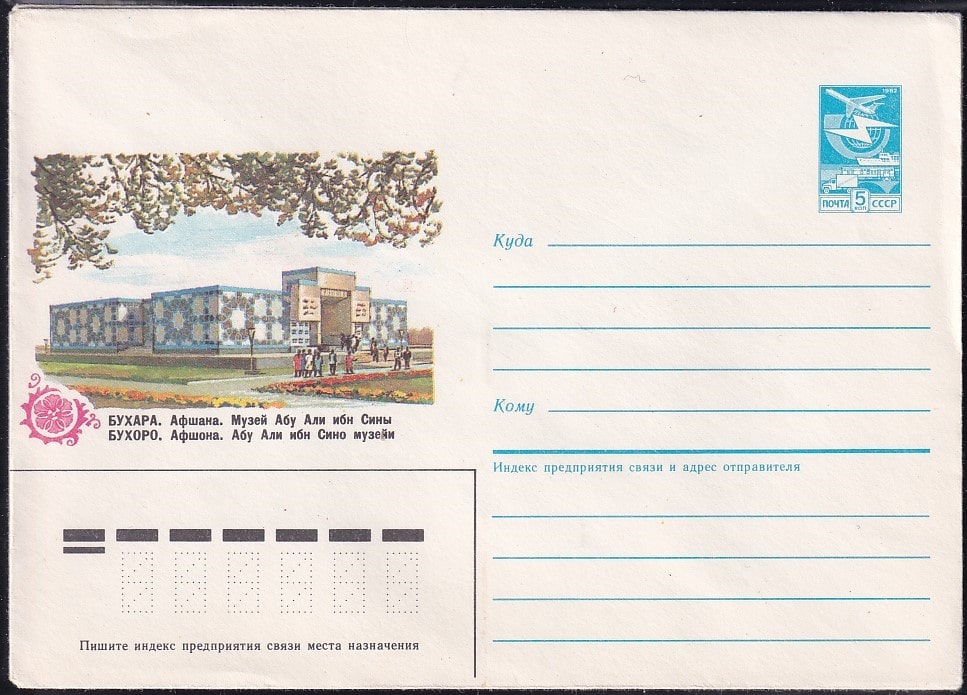 1982
ПОЧТА 5 КОП СССР
Куда
Кому
БУХАРА. Афшана. Музей Абу Али ибн Сины
БУХОРО. Афшона. Абу Али ибн Сино музейи
Индекс предприятия связи и адрес отправителя
Пишите индекс предприятия связи места назначения